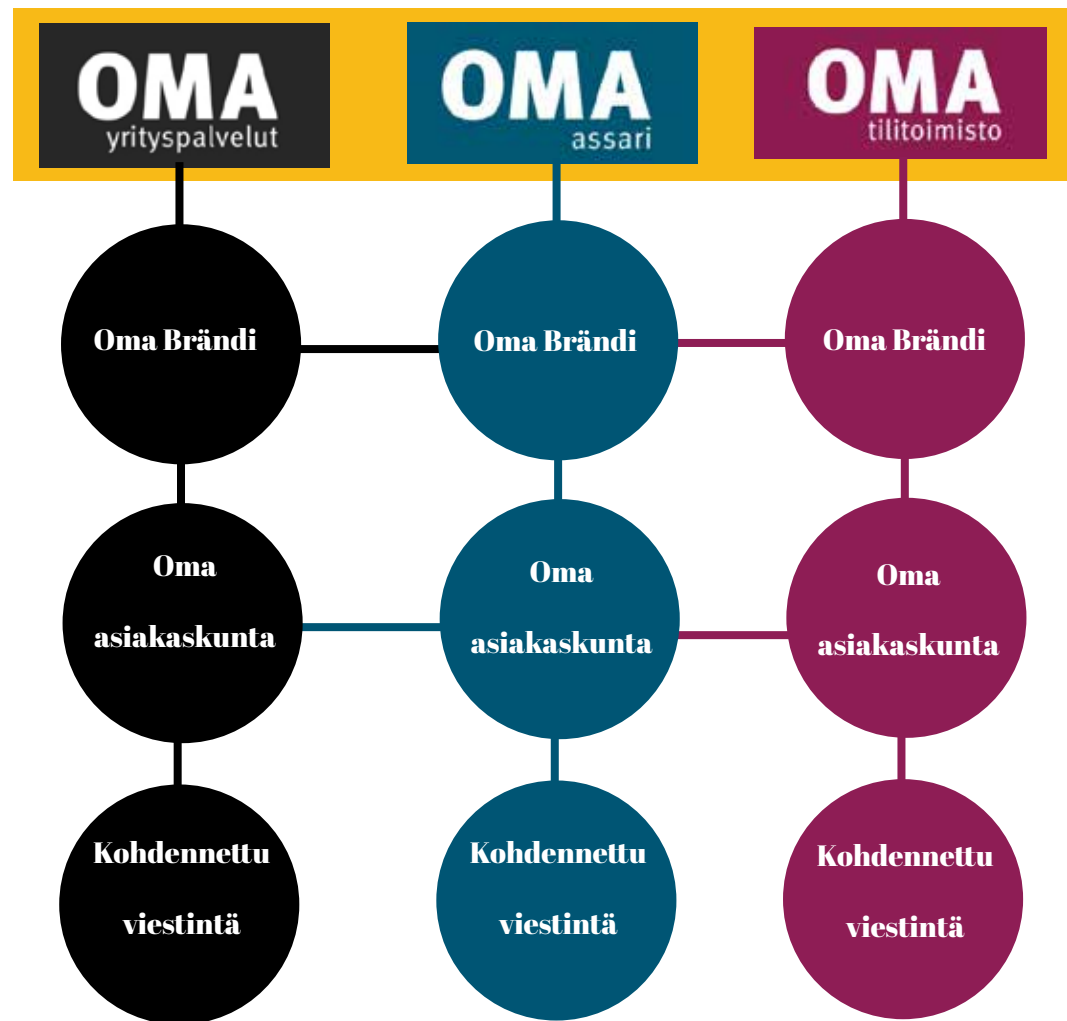 OMA
yrityspalvelut
OMA
assari
OMA
tilitoimisto
Oma Brändi
Oma Brändi
Oma Brändi
Oma
asiakaskunta
Oma
asiakaskunta
Oma
asiakaskunta
Kohdennettu
viestintä
Kohdennettu
viestintä
Kohdennettu
viestintä